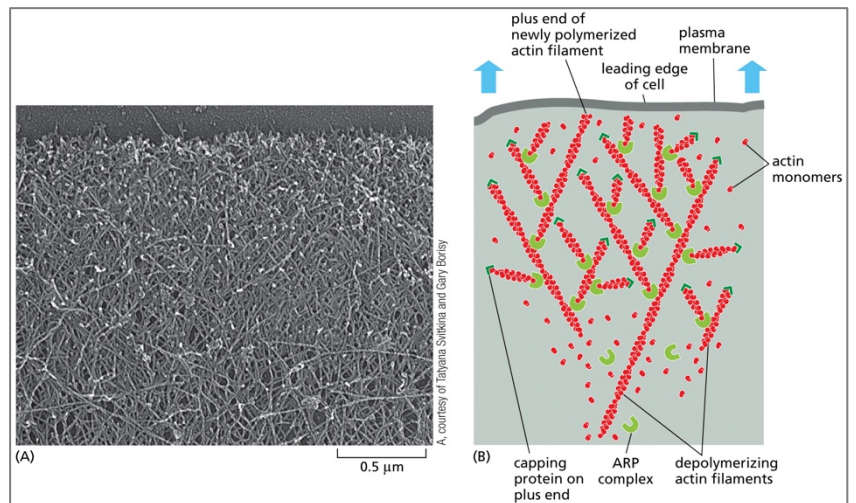 plus end of
newly polymerized
actin filament
plasma
membrane
leading edge
of cell
actin
monomers
A, courtesy of Tatyana Svitkina and Gary Borisy
(A)
0.5 μm
(B)
capping
protein on
plus end
ARP
complex
depolymerizing
actin filaments